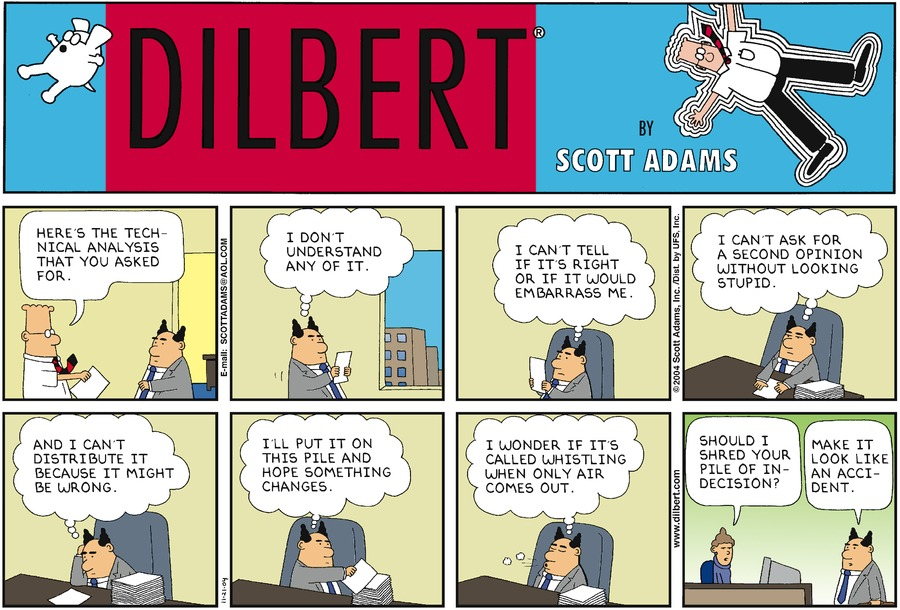 DILBERT®
BY
SCOTT ADAMS
HERE'S THE TECH-
NICAL ANALYSIS
THAT YOU ASKED
FOR.
E-mail: SCOTTADAMS@AOL.COM
I DON'T
UNDERSTAND
ANY OF IT.
I CAN'T TELL
IF IT'S RIGHT
OR IF IT WOULD
EMBARRASS ME.
©2004 Scott Adams, Inc./Dist. by UFS, Inc.
I CAN'T ASK FOR
A SECOND OPINION
WITHOUT LOOKING
STUPID.
AND I CAN'T
DISTRIBUTE IT
BECAUSE IT MIGHT
BE WRONG.
11-21-04
I'LL PUT IT ON
THIS PILE AND
HOPE SOMETHING
CHANGES.
I WONDER IF IT'S
CALLED WHISTLING
WHEN ONLY AIR
COMES OUT.
www.dilbert.com
SHOULD I
SHRED YOUR
PILE OF IN-
DECISION?
MAKE IT
LOOK LIKE
AN ACCI-
DENT.